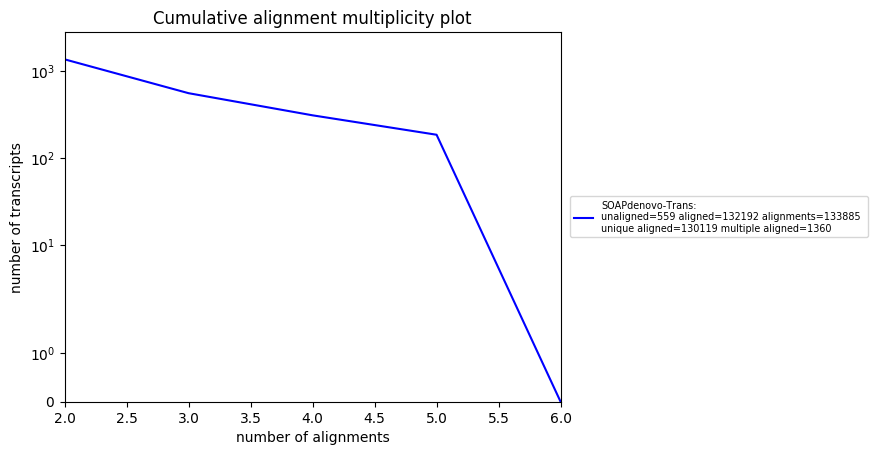 Cumulative alignment multiplicity plot
number of transcripts
10³
10²
10¹
10⁰
0
2.0 2.5 3.0 3.5 4.0 4.5 5.0 5.5 6.0
number of alignments
SOAPdenovo-Trans:
unaligned=559 aligned=132192 alignments=133885
unique aligned=130119 multiple aligned=1360